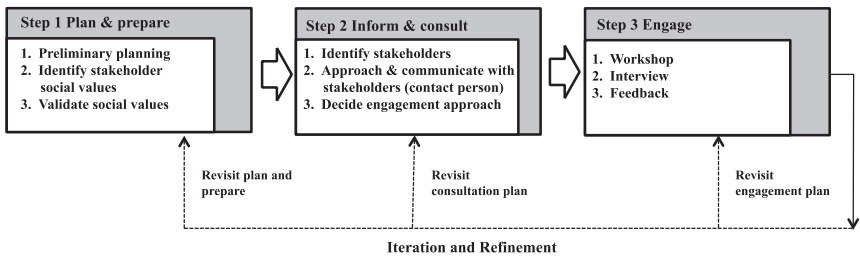 Step 1 Plan & prepare
1. Preliminary planning
2. Identify stakeholder
social values
3. Validate social values
Step 2 Inform & consult
1. Identify stakeholders
2. Approach & communicate with
stakeholders (contact person)
3. Decide engagement approach
Step 3 Engage
1. Workshop
2. Interview
3. Feedback
Revisit plan and
prepare
Revisit
consultation plan
Revisit
engagement plan
Iteration and Refinement